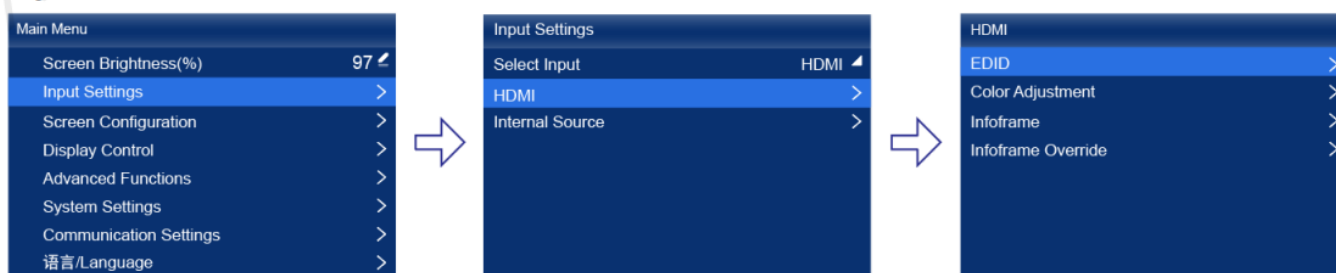 Main Menu
Screen Brightness(%) 97
Input Settings
Screen Configuration
Display Control
Advanced Functions
System Settings
Communication Settings
语言/Language
Input Settings
Select Input HDMI
HDMI
Internal Source
HDMI
EDID
Color Adjustment
Infoframe
Infoframe Override